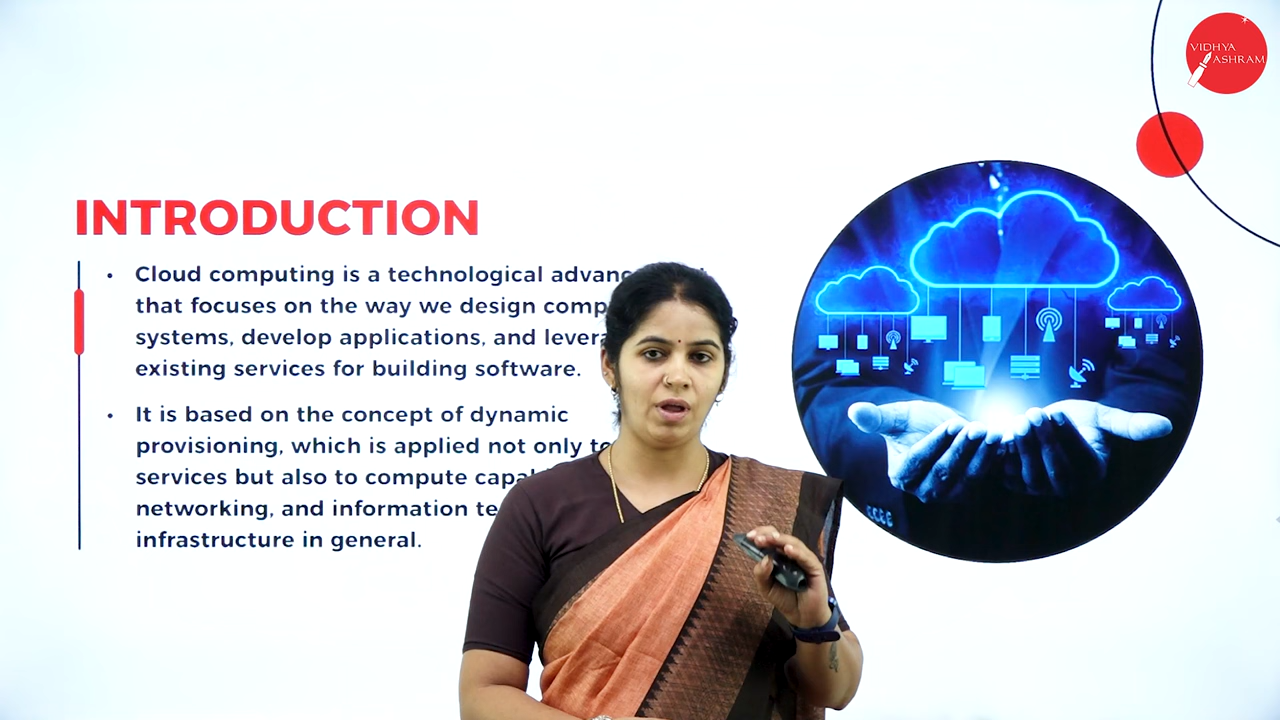 VIDHYA
ASHRAM
INTRODUCTION
• Cloud computing is a technological
that focuses on the way we design
systems, develop applications, and
existing services for building software.
• It is based on the concept of dynamic
provisioning, which is applied not only
services but also to compute
networking, and information
infrastructure in general.